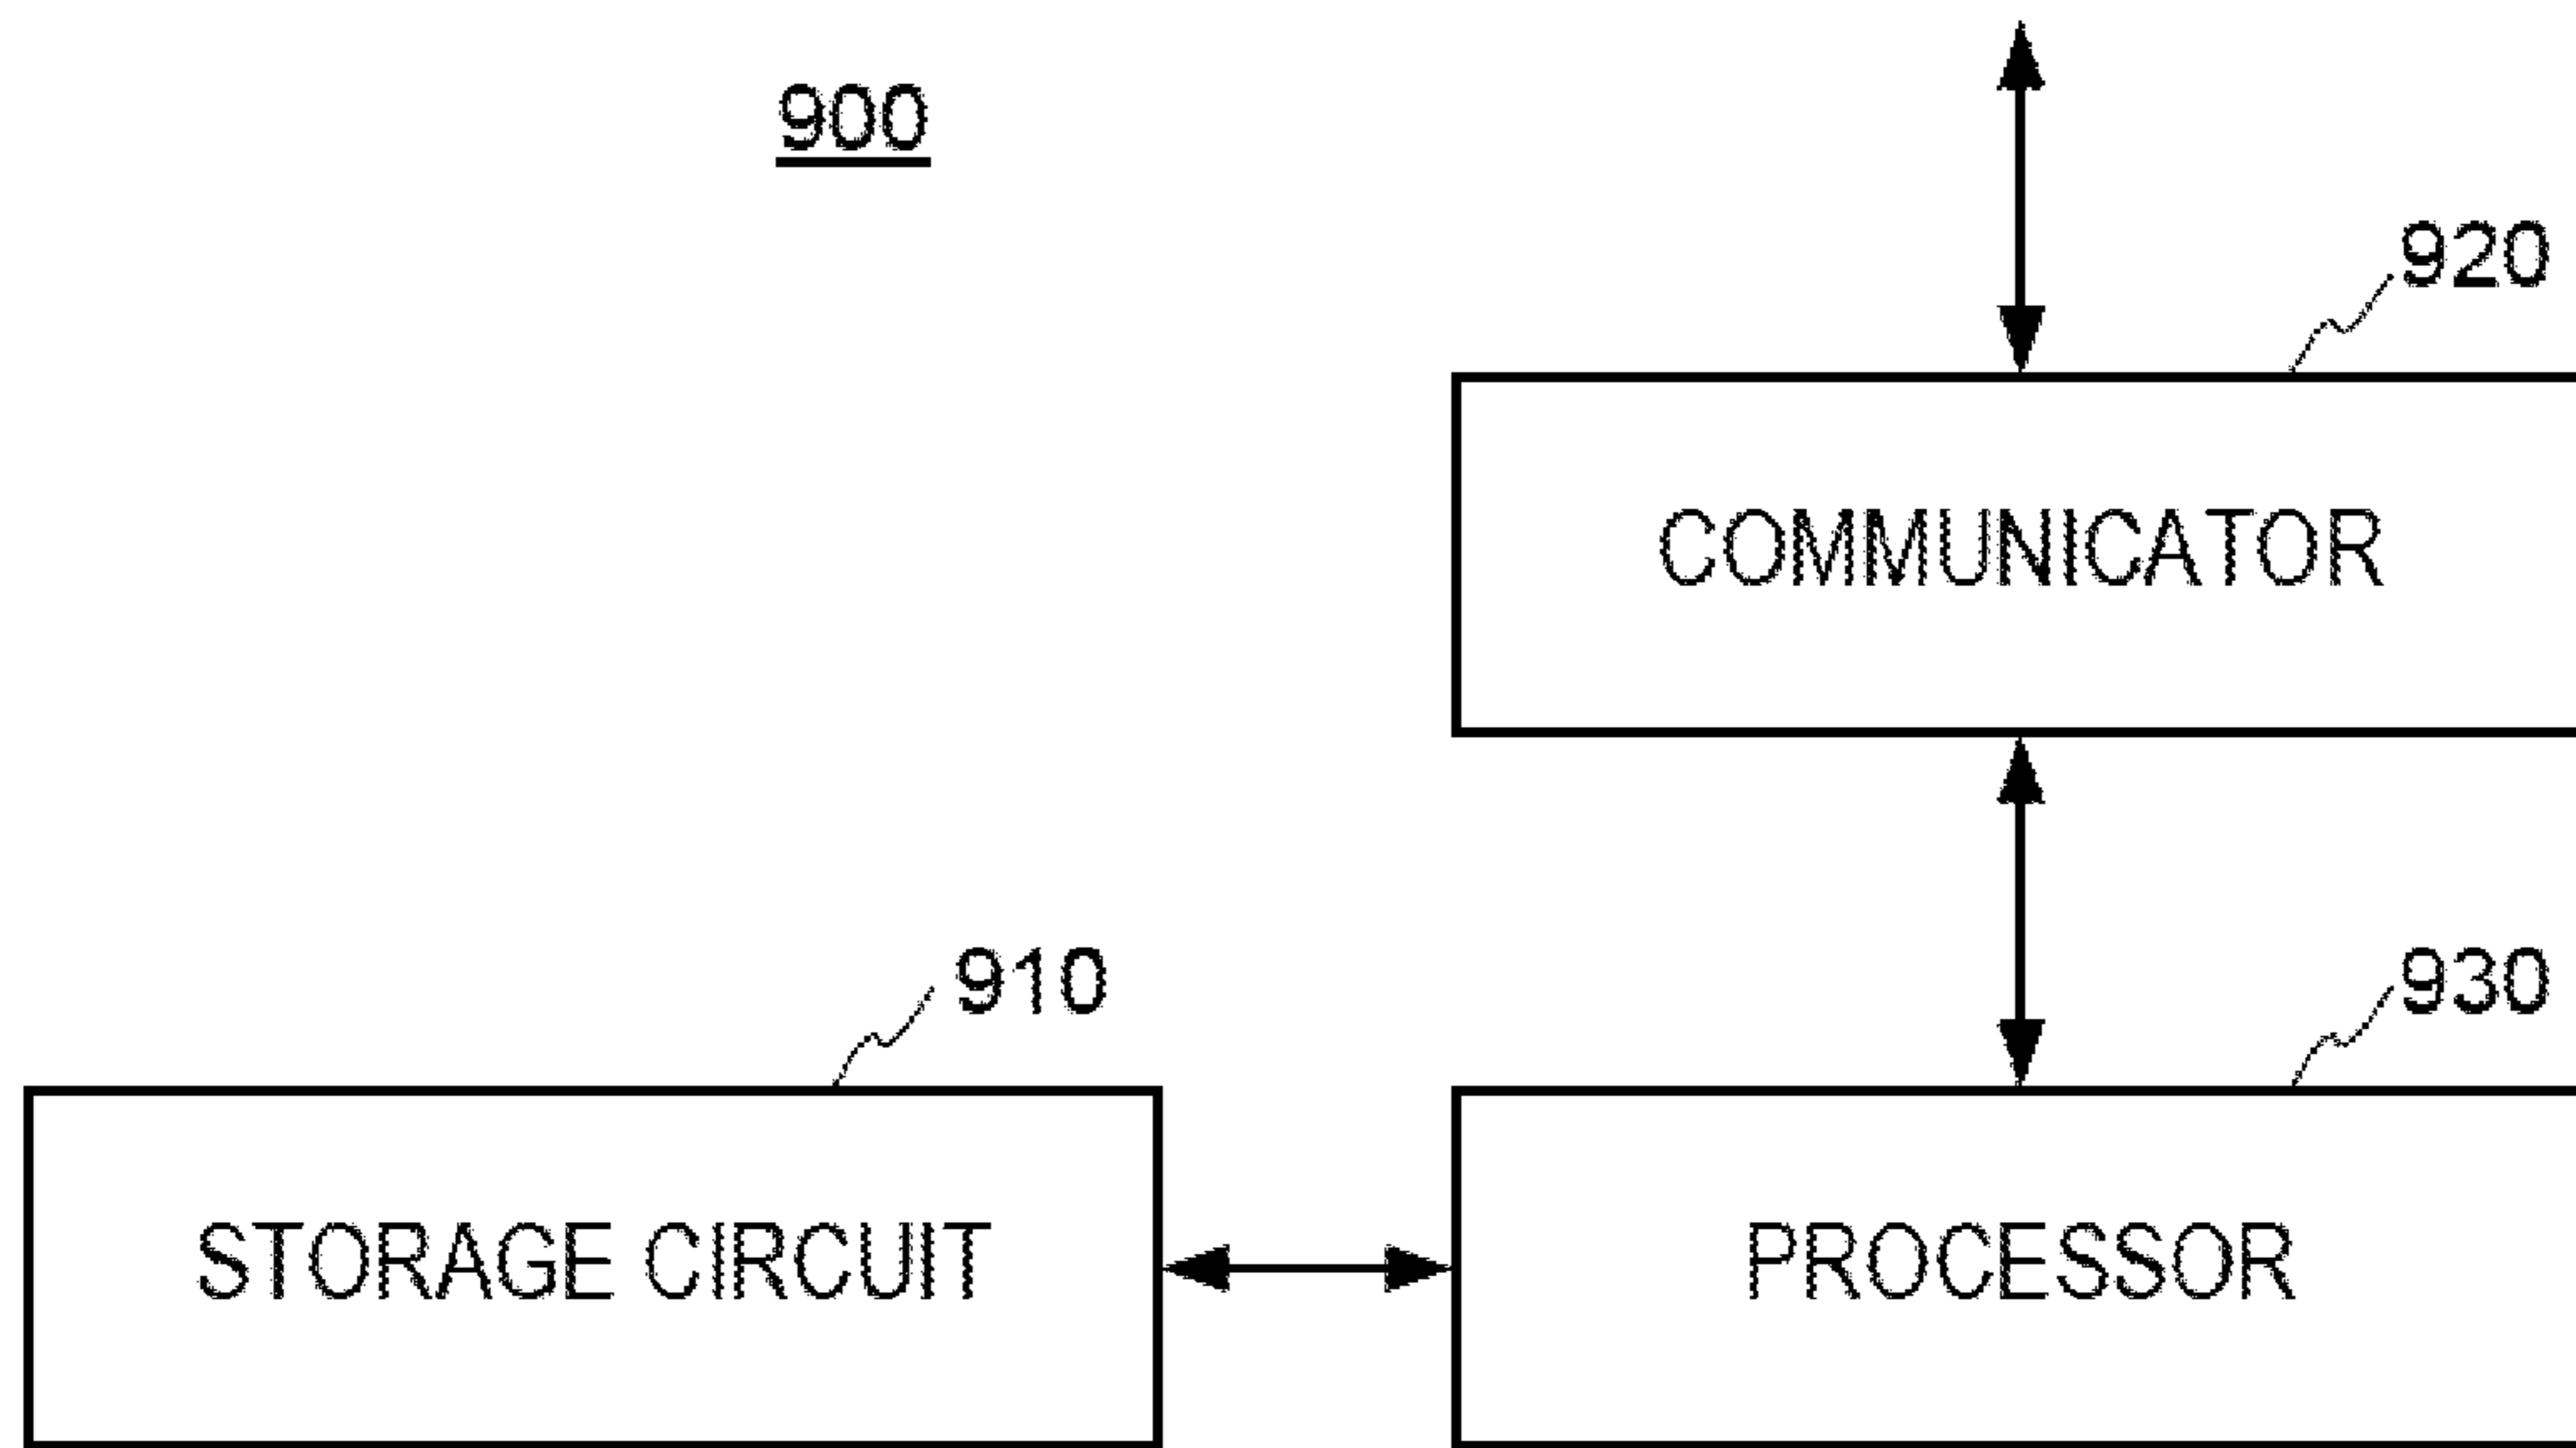 900
920
COMMUNICATOR
910
930
STORAGE CIRCUIT
PROCESSOR